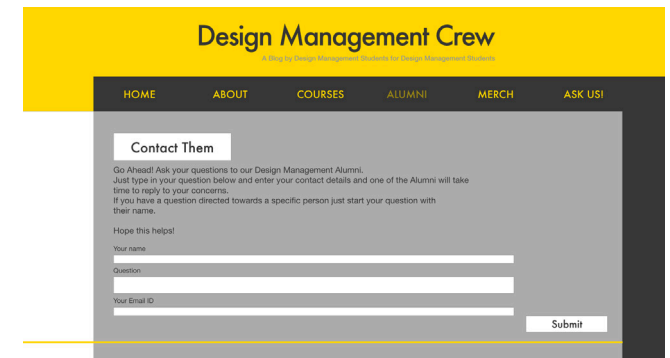 Design Management Crew
A Blog by Design Management Students for Design Management Students
HOME ABOUT COURSES ALUMNI MERCH ASK US!
Contact Them
Go Ahead! Ask your questions to our Design Management Alumni.
Just type in your question below and enter your contact details and one of the Alumni will take
time to reply to your concerns.
If you have a question directed towards a specific person just start your question with
their name.
Hope this helps!
Your name
Question
Your Email ID
Submit